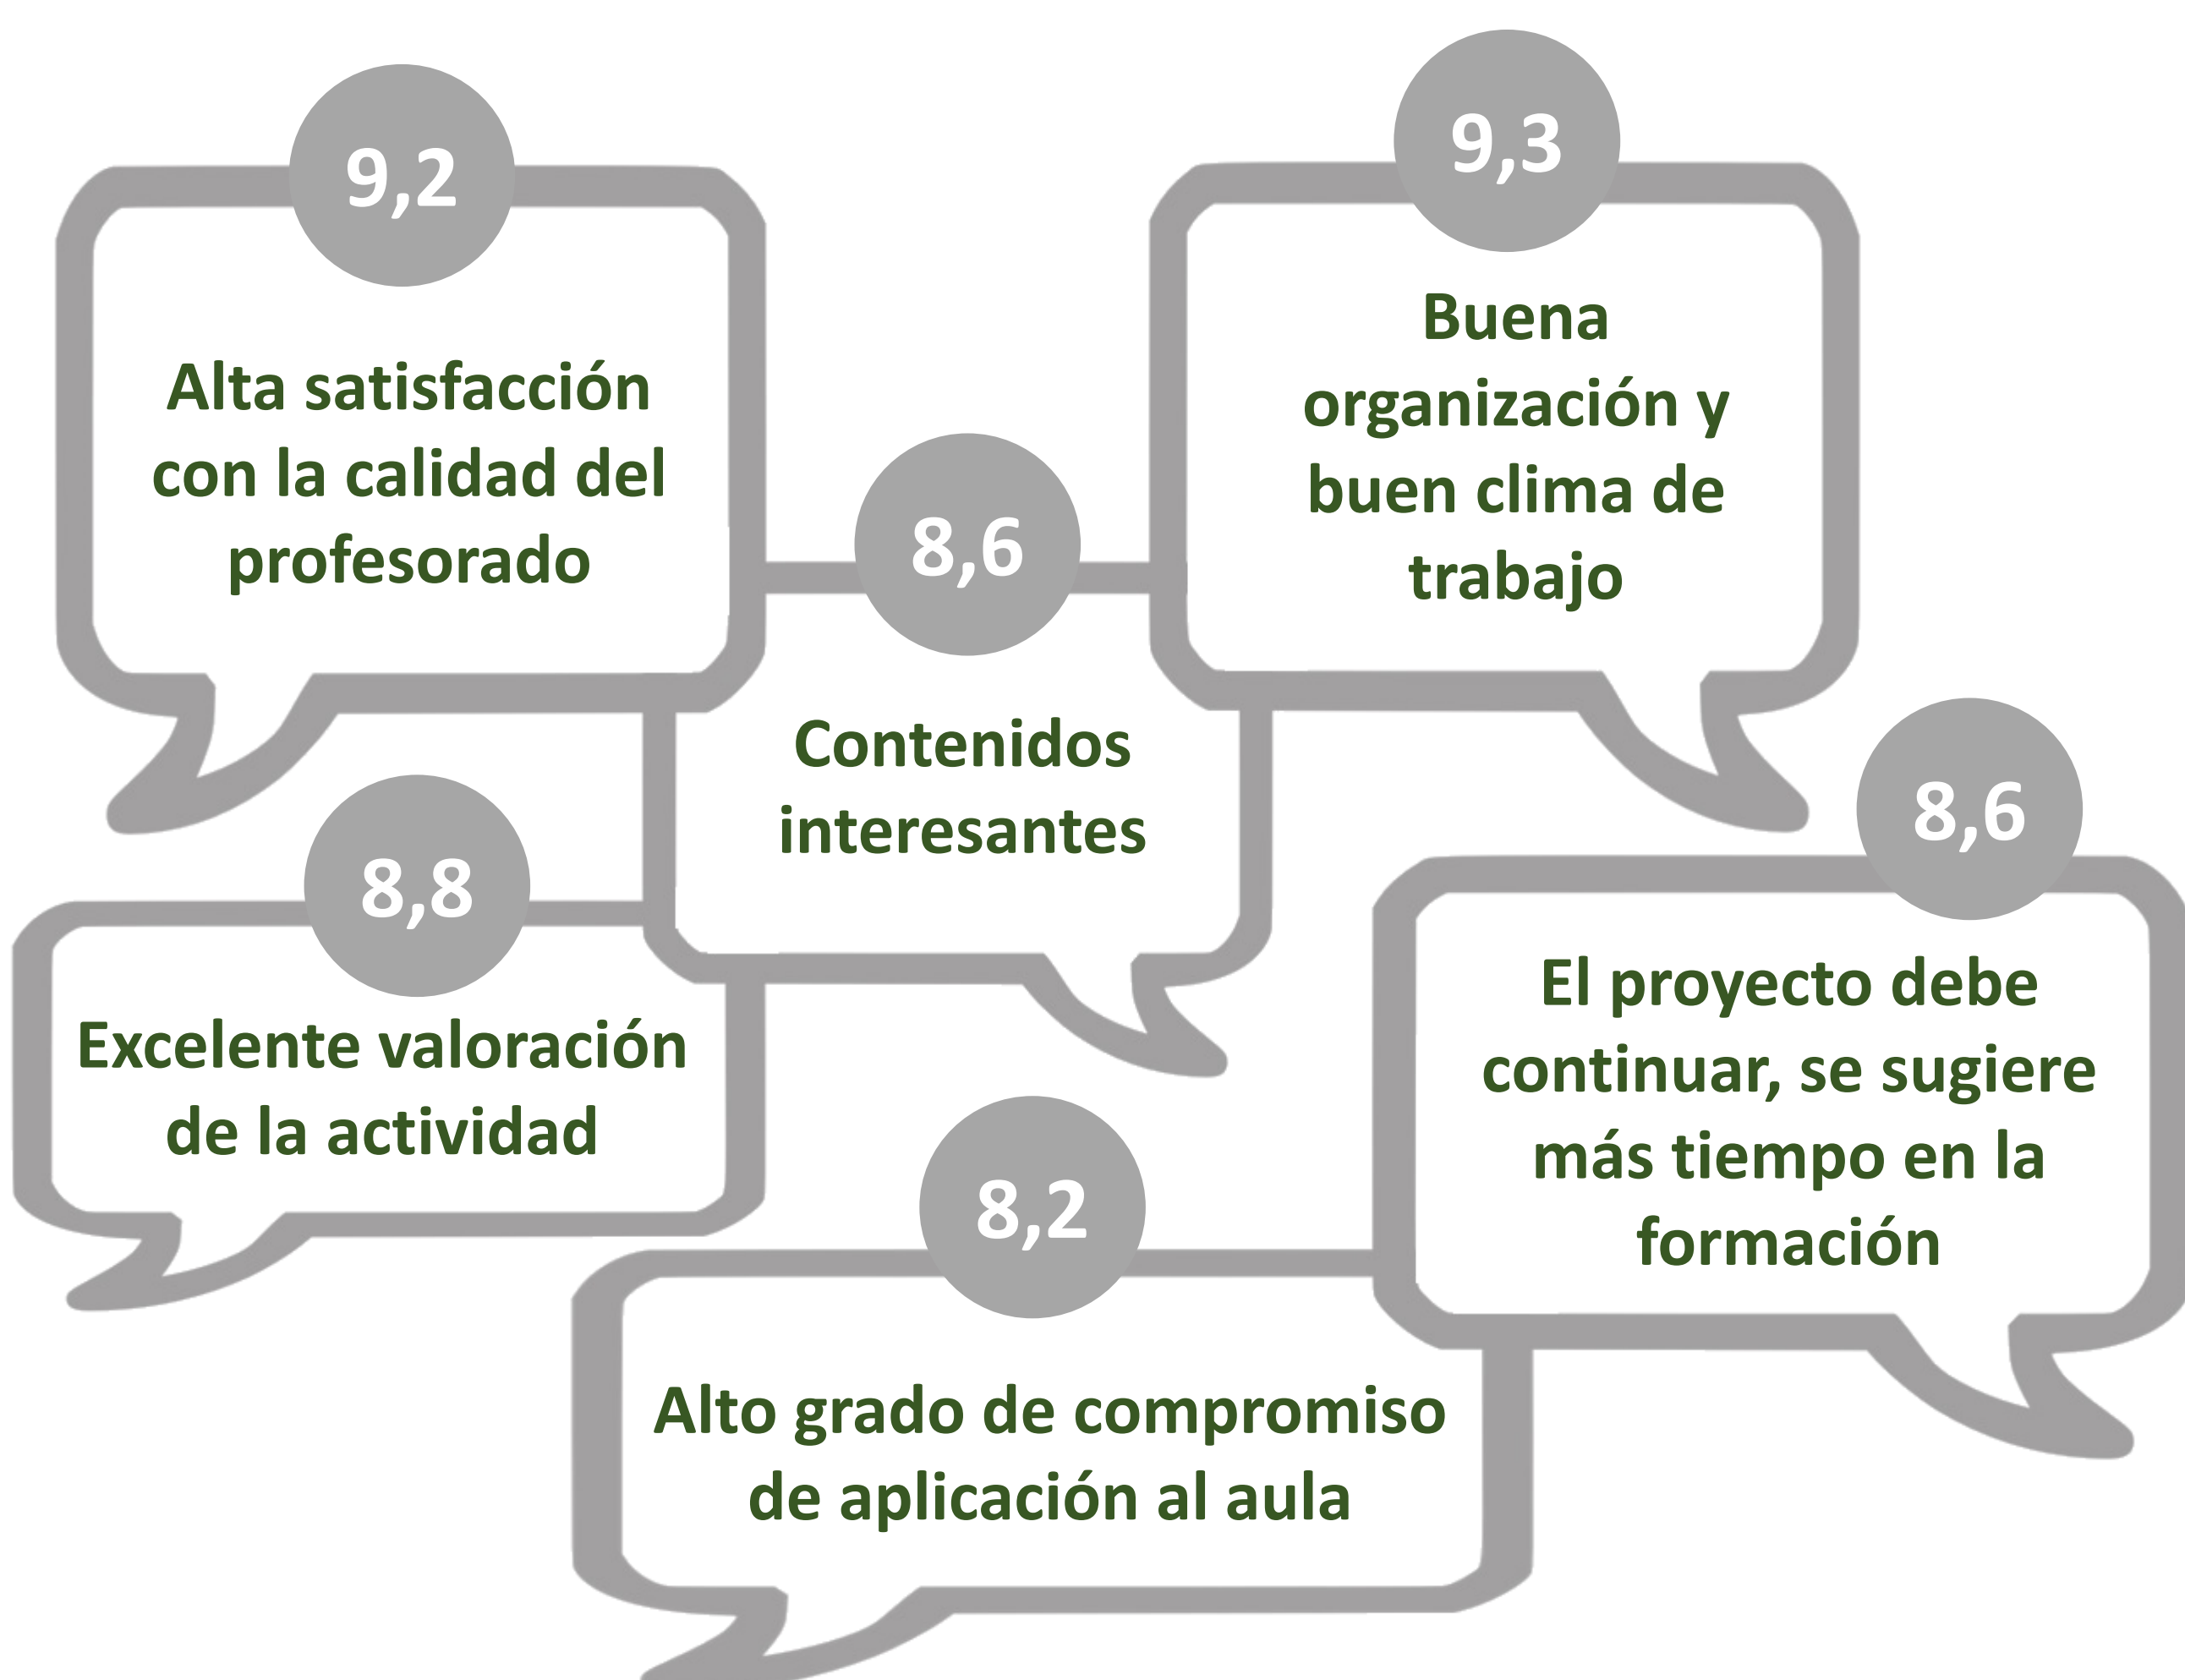 9,2
Alta satisfacción
con la calidad del
profesorado
9,3
Buena
organización y
buen clima de
trabajo
8,6
Contenidos
interesantes
8,8
Excelente valoración
de la actividad
8,6
El proyecto debe
continuar, se sugiere
más tiempo en la
formación
8,2
Alto grado de compromiso
de aplicación al aula